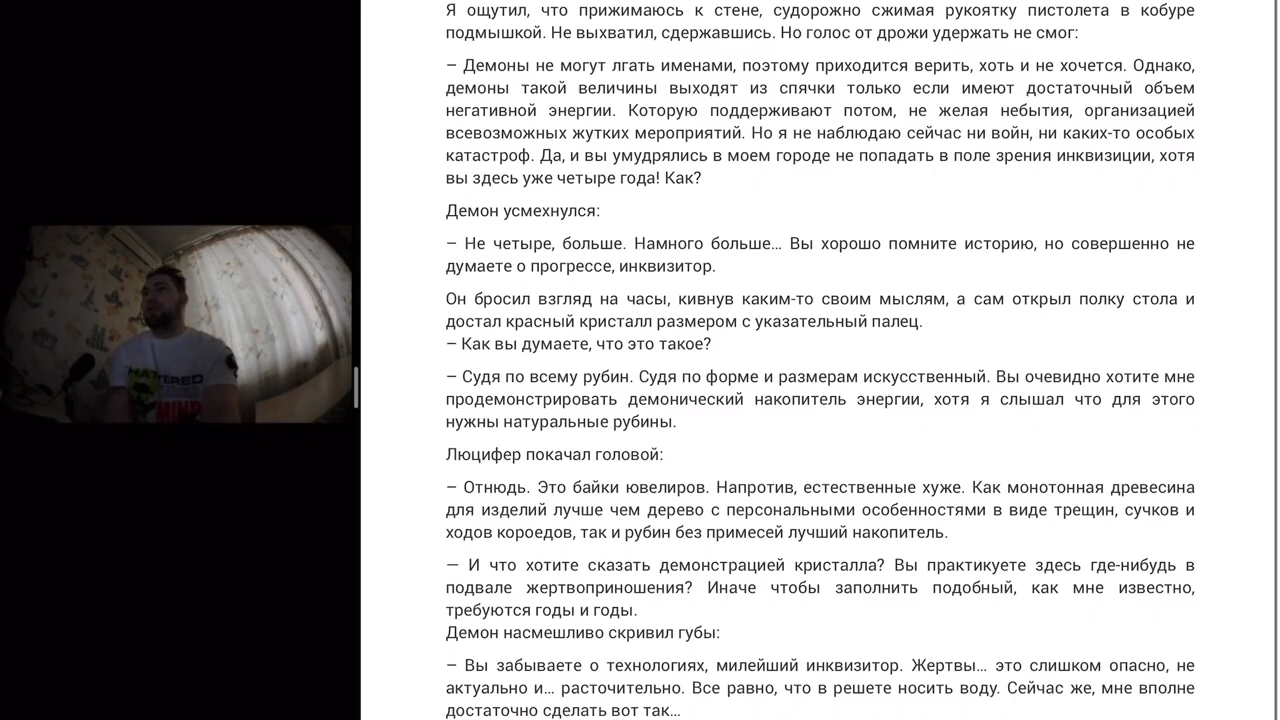 Я ощутил, что прижимаюсь к стене, судорожно сжимая рукоятку пистолета в кобуре
подмышкой. Не выхватил, сдержавшись. Но голос от дрожи удержать не смог:
– Демоны не могут лгать именами, поэтому приходится верить, хоть и не хочется. Однако,
демоны такой величины выходят из спячки только если имеют достаточный объем
негативной энергии. Которую поддерживают потом, не желая небытия, организацией
всевозможных жутких мероприятий. Но я не наблюдаю сейчас ни войн, ни каких-то особых
катастроф. Да, и вы умудрялись в моем городе не попадать в поле зрения инквизиции, хотя
вы здесь уже четыре года! Как?
Демон усмехнулся:
– Не четыре, больше. Намного больше… Вы хорошо помните историю, но совершенно не
думаете о прогрессе, инквизитор.
Он бросил взгляд на часы, кивнув каким-то своим мыслям, а сам открыл полку стола и
достал красный кристалл размером с указательный палец.
– Как вы думаете, что это такое?
– Судя по всему рубин. Судя по форме и размерам искусственный. Вы очевидно хотите мне
продемонстрировать демонический накопитель энергии, хотя я слышал что для этого
нужны натуральные рубины.
Люцифер покачал головой:
– Отнюдь. Это байки ювелиров. Напротив, естественные хуже. Как монотонная древесина
для изделий лучше чем дерево с персональными особенностями в виде трещин, сучков и
ходов короедов, так и рубин без примесей лучший накопитель.
— И что хотите сказать демонстрацией кристалла? Вы практикуете здесь где-нибудь в
подвале жертвоприношения? Иначе чтобы заполнить подобный, как мне известно,
требуются годы и годы.
Демон насмешливо скривил губы:
– Вы забываете о технологиях, милейший инквизитор. Жертвы… это слишком опасно, не
актуально и… расточительно. Все равно, что в решете носить воду. Сейчас же, мне вполне
достаточно сделать вот так…